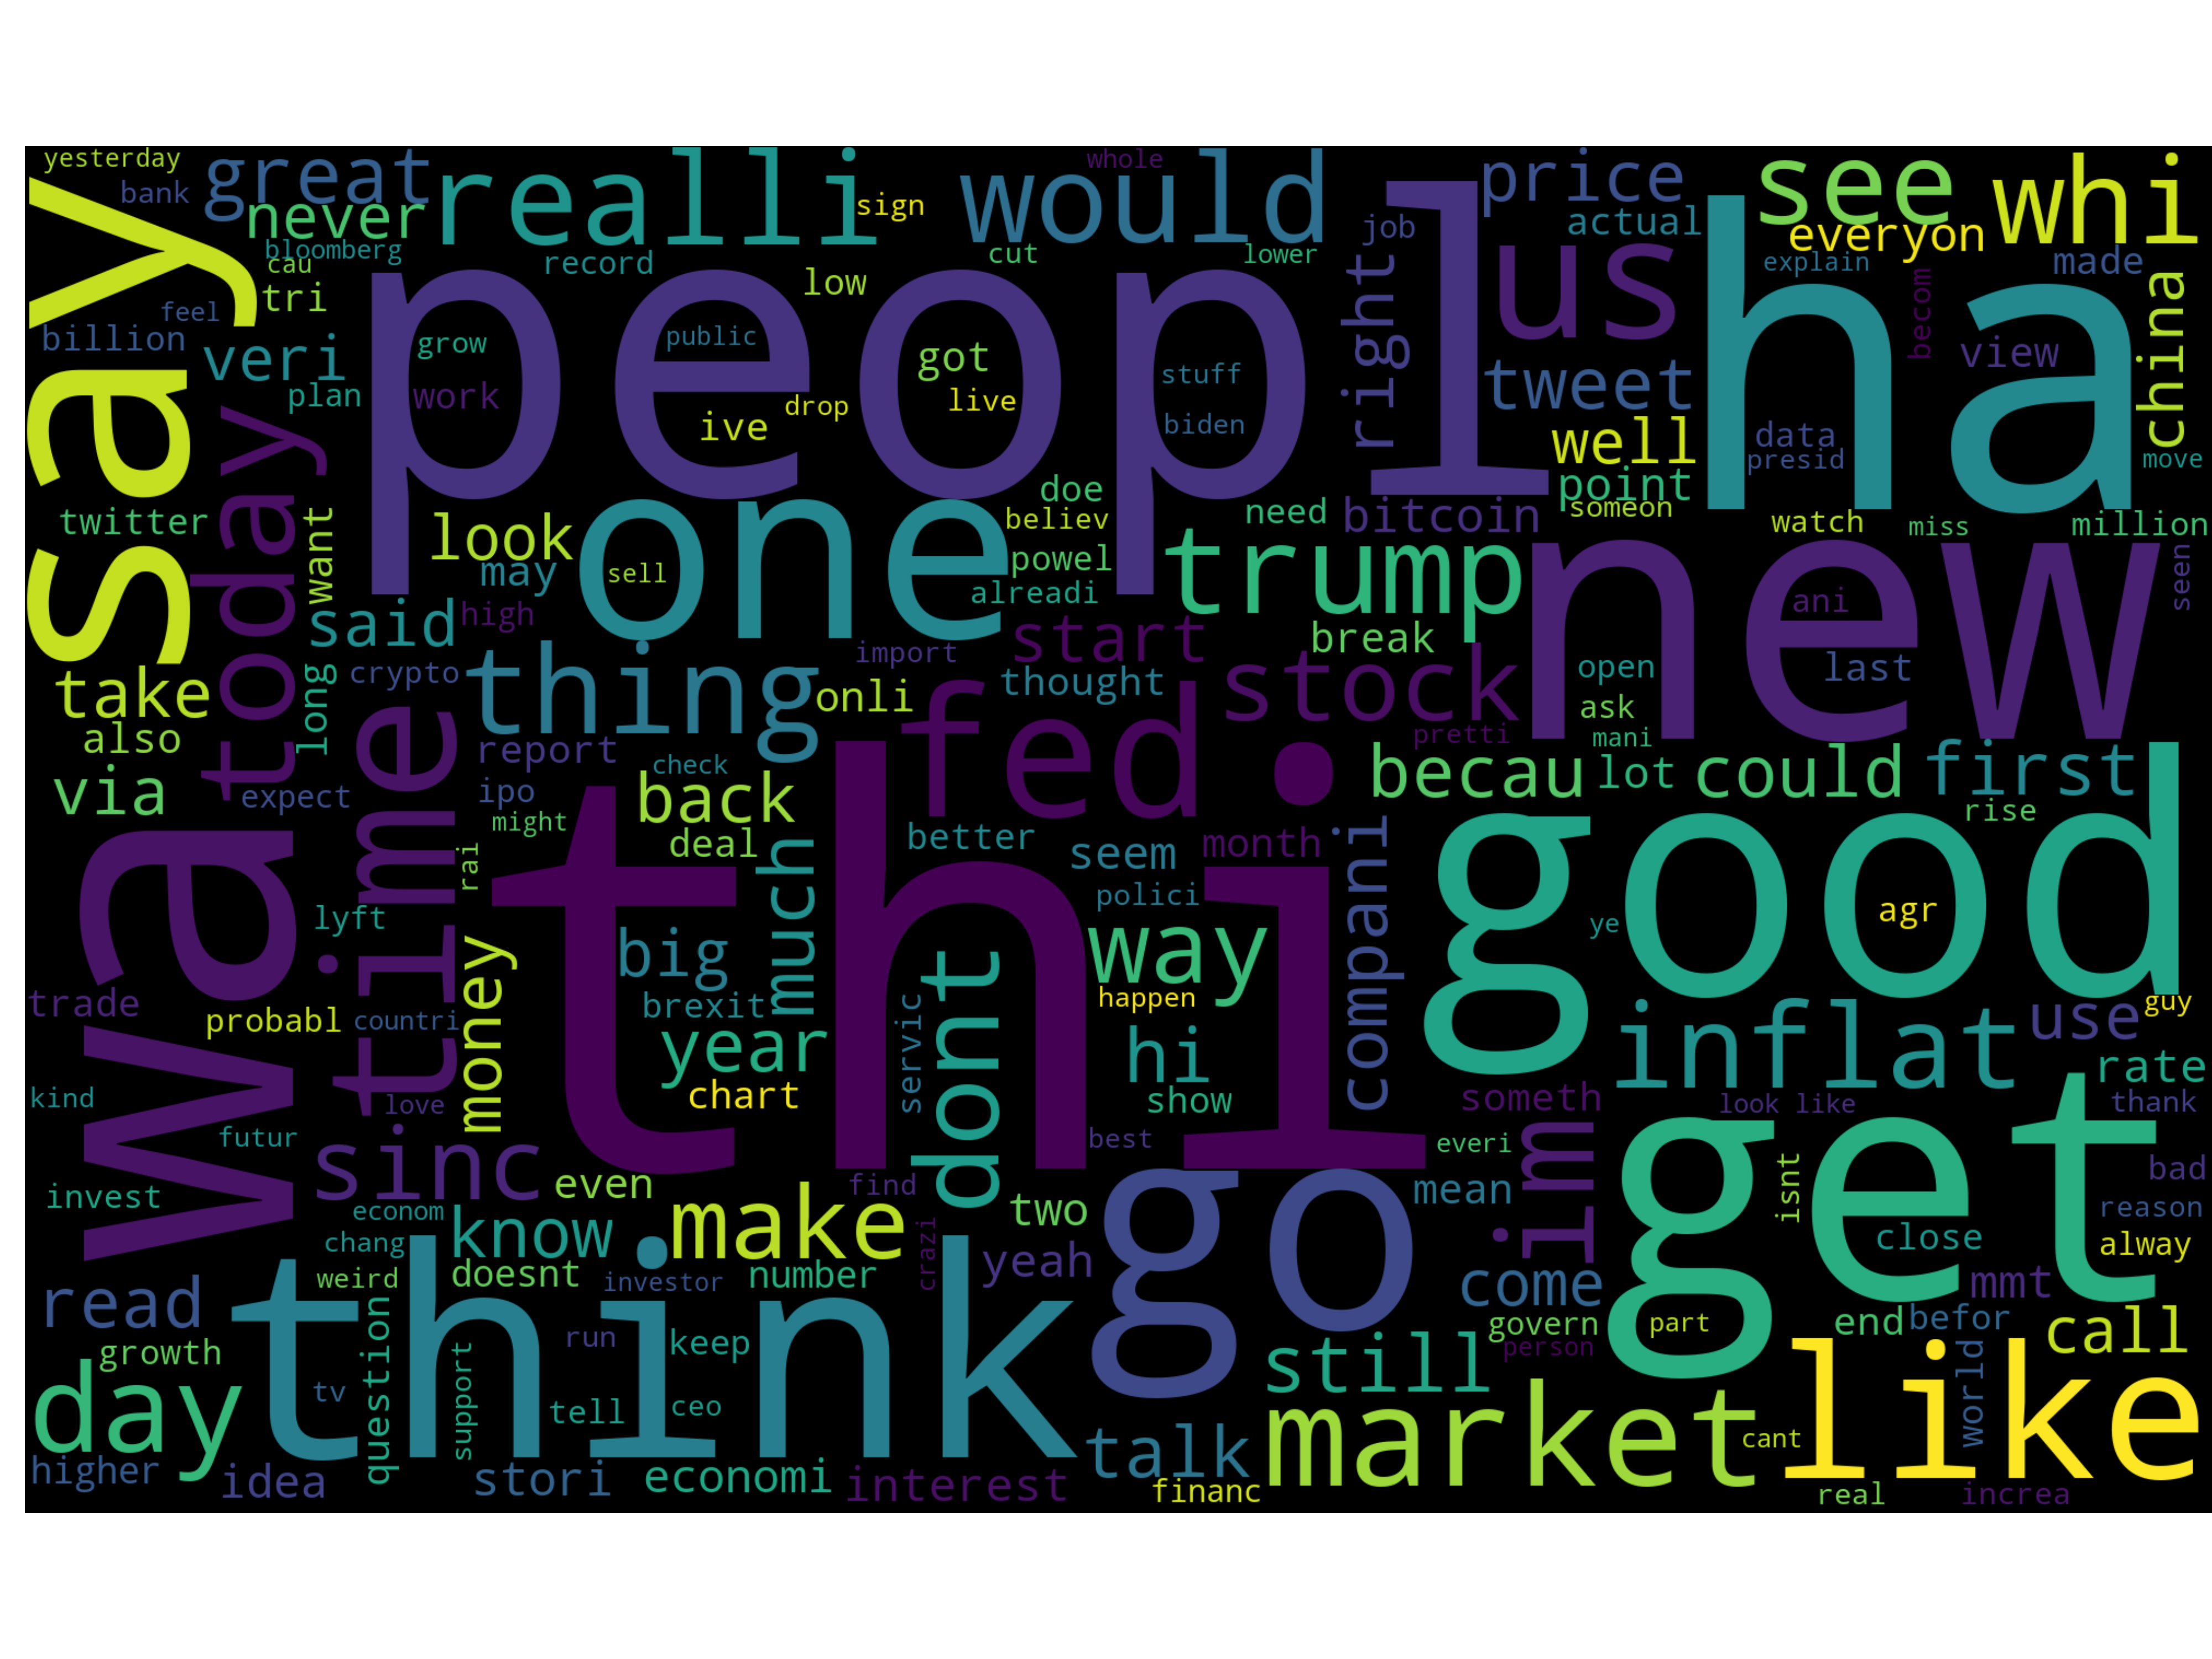 yesterday
bank
great
never
bloomberg
realli
sign
would
whole
cut
lower
job
price
actual
see
everyon
explain
whi
made
say
cau
tri
feel
billion
veri
plan
record
low
peopl
grow
work
public
got
ive
drop
live
stuff
biden
right
us
tweet
well
point
someon
ha
becom
view
china
data
presid
move
twitter
today
want
look
may
one
sell
doe
believ
powel
alreadi
need
bitcoin
trump
watch
miss
million
new
ani
seen
said
high
start
break
last
open
ask
mani
take
also
via
long
crypto
thing
import
onli
thought
stock
pretti
time
report
ipo
expect
might
check
back
deal
fed
becau
lot
could
first
rise
wa
rai
much
better
seem
month
polici
compani
good
agr
ye
guy
lyft
money
big
brexit
thi
way
happen
trade
probabl
countri
year
chart
servic
dont
hi
show
inflat
use
rate
kind
love
futur
best
someth
look like
thank
everi
invest
sinc
even
find
two
mean
im
isnt
get
close
bad
reason
alway
econom
chang
know
make
crazi
yeah
go
weird
doesnt
investor
number
come
mmt
read
think
run
keep
still
govern
part
person
end
befor
call
growth
question
support
day
tv
tell
ceo
market
cant
like
world
higher
idea
stori
economi
interest
talk
financ
real
increa